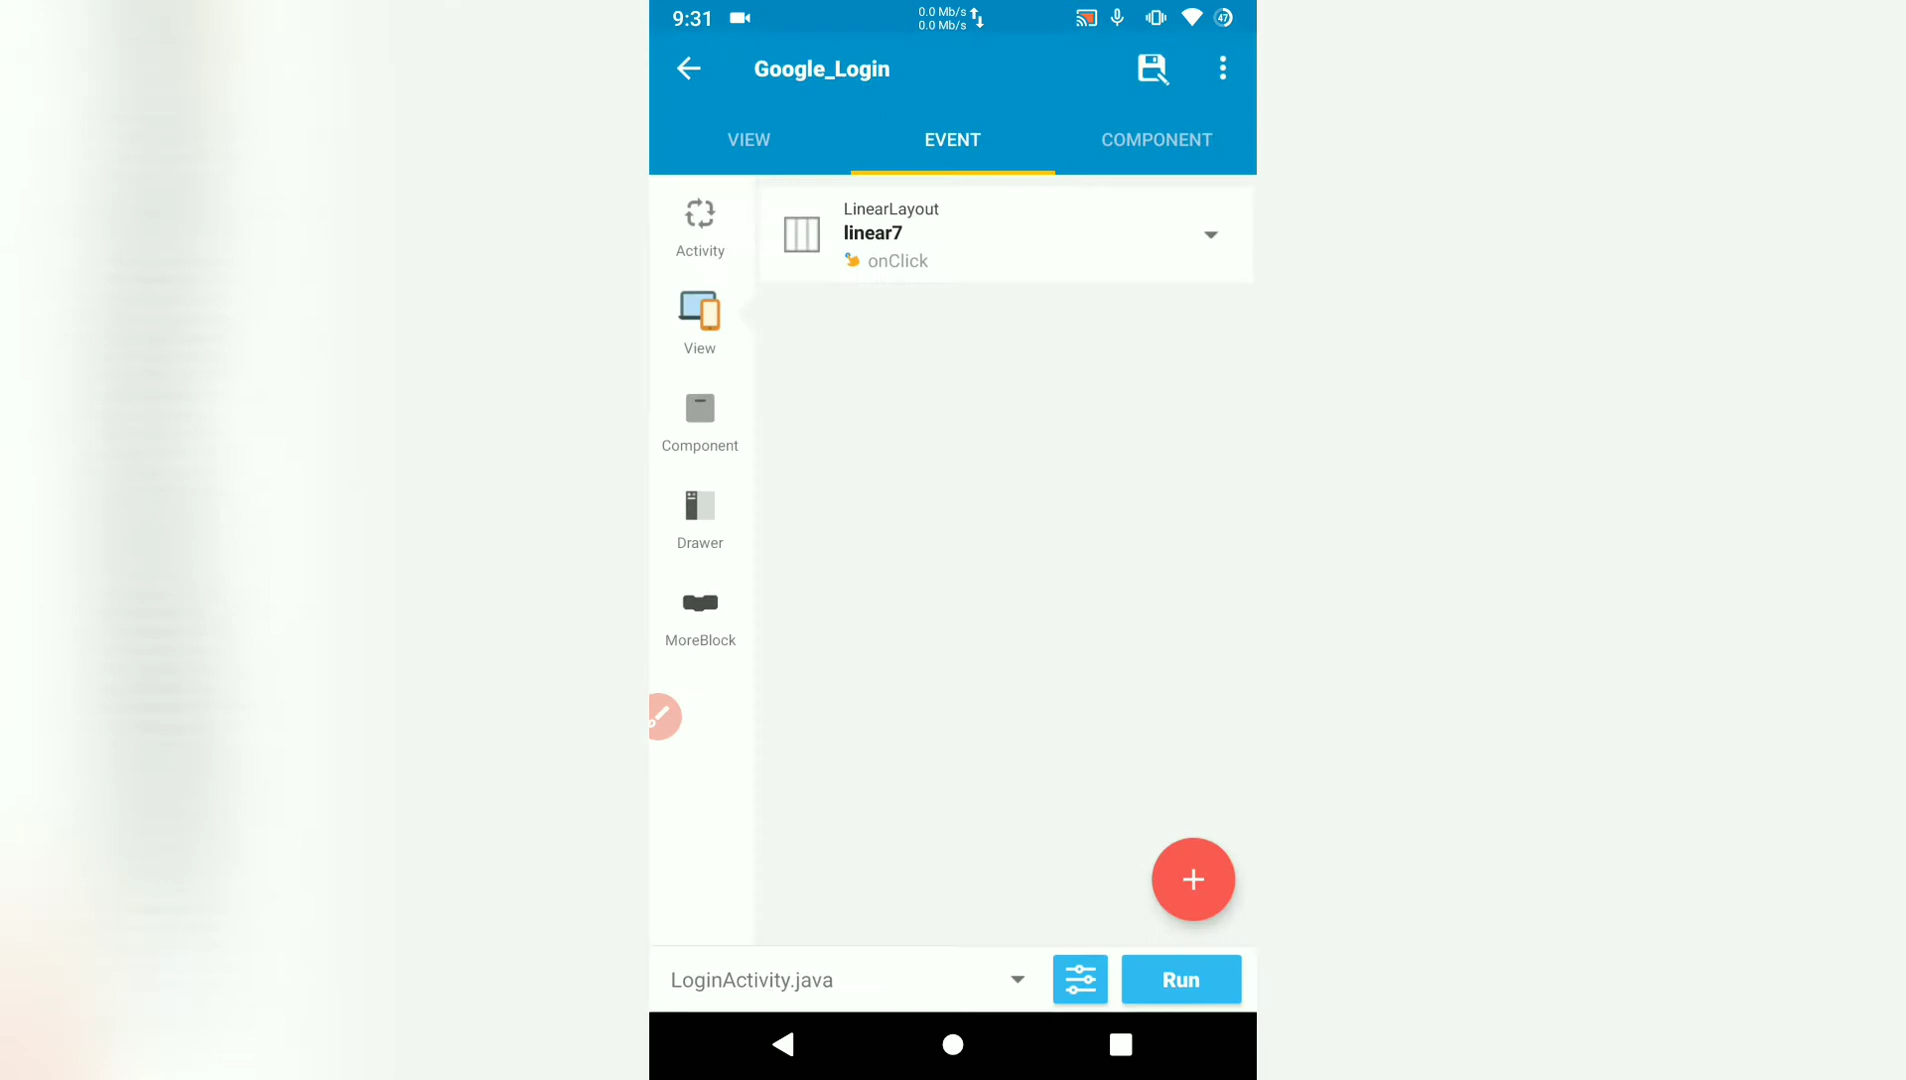 9:31
0.0 Mb/s
0.0 Mb/s
47
Google_Login
VIEW
EVENT
COMPONENT
Activity
LinearLayout
linear7
onClick
View
Component
Drawer
MoreBlock
LoginActivity.java
Run